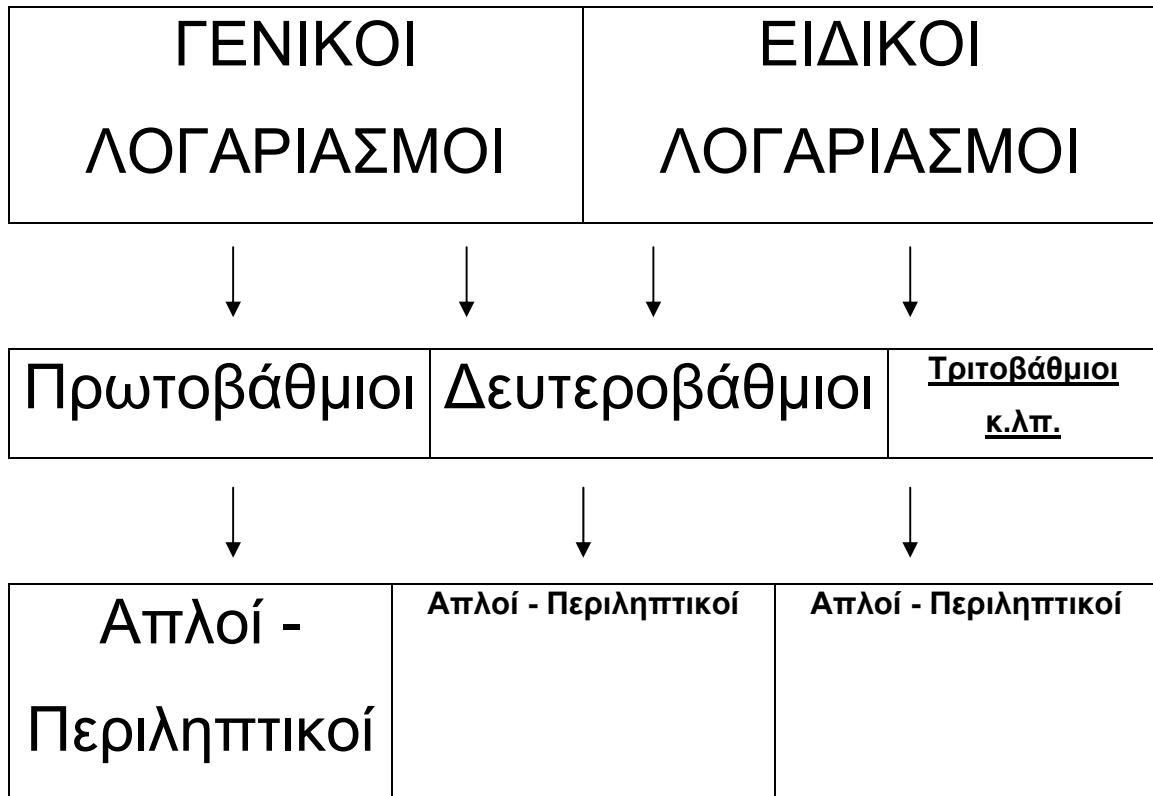 ΓΕΝΙΚΟΙ
ΛΟΓΑΡΙΑΣΜΟΙ
ΕΙΔΙΚΟΙ
ΛΟΓΑΡΙΑΣΜΟΙ
Πρωτοβάθμιοι
Δευτεροβάθμιοι
Τριτοβάθμιοι
κ.λπ.
Απλοί -
Περιληπτικοί
Απλοί - Περιληπτικοί
Απλοί - Περιληπτικοί